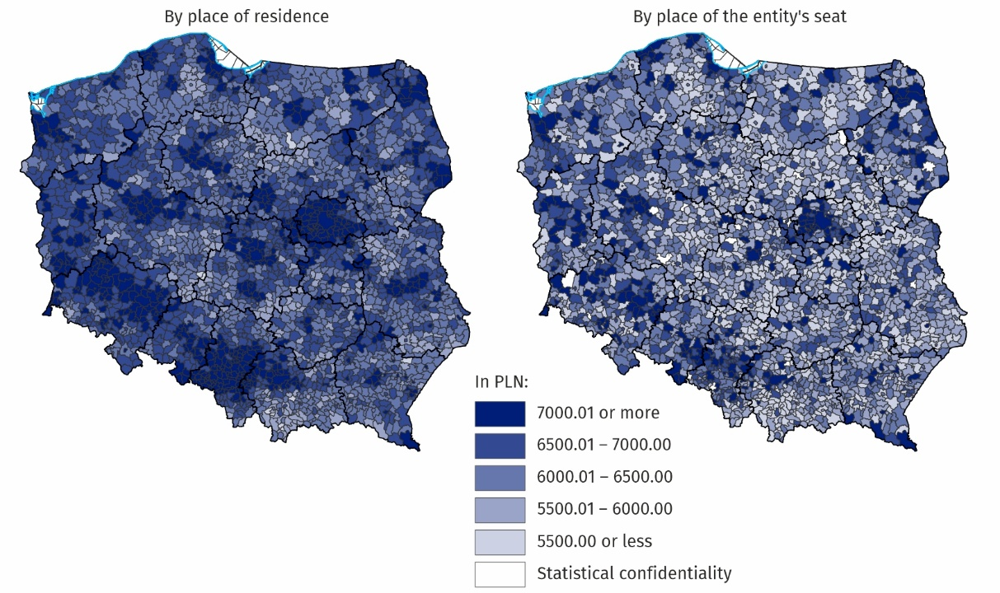 By place of residence
By place of the entity's seat
In PLN:
7000.01 or more
6500.01 – 7000.00
6000.01 – 6500.00
5500.01 – 6000.00
5500.00 or less
Statistical confidentiality